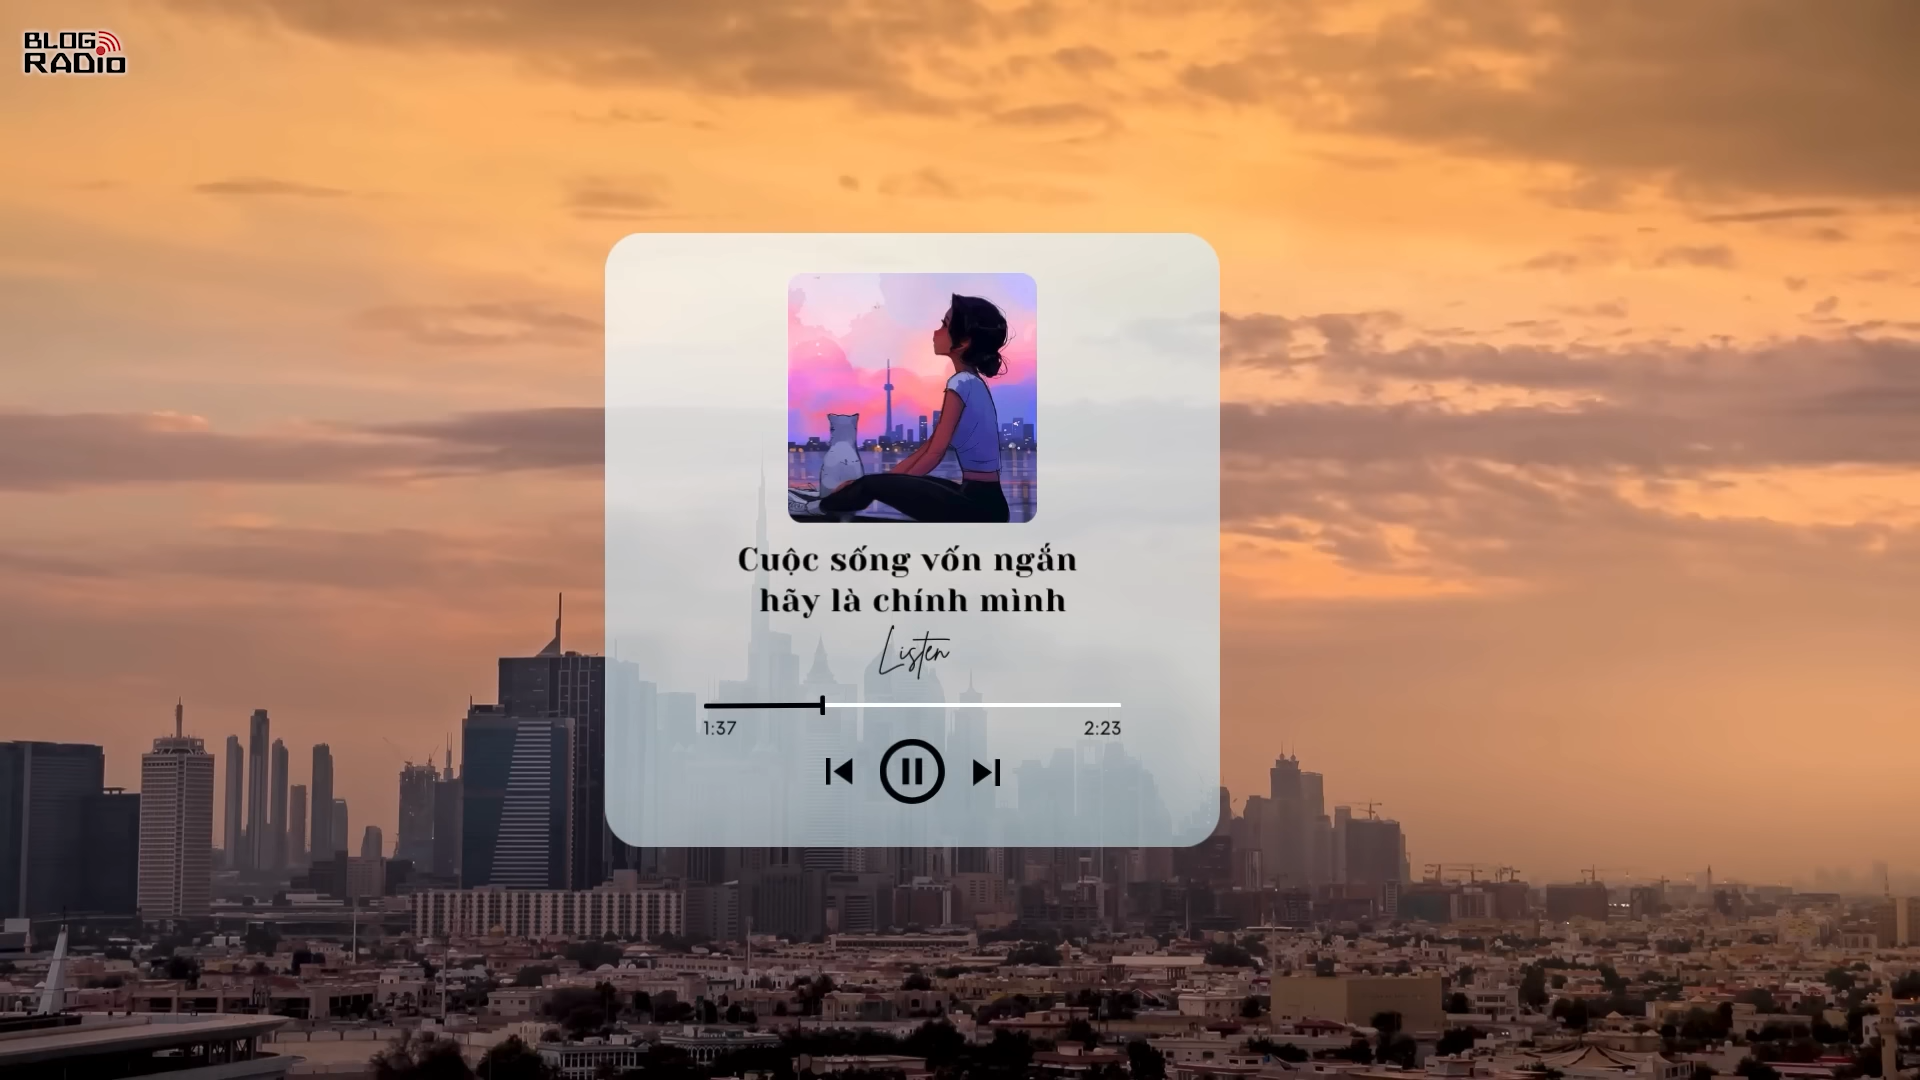 BLOG
RADiO
Cuộc sống vốn ngắn
hãy là chính mình
Listen
1:37 2:23